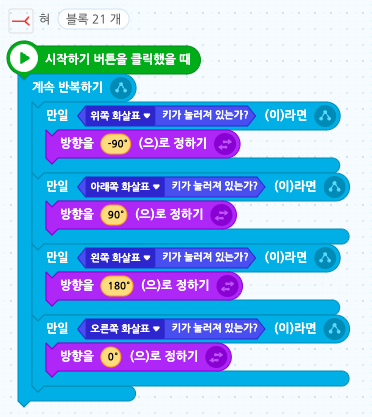 혀 블록 21 개
시작하기 버튼을 클릭했을 때
계속 반복하기
만일 위쪽 화살표 ▼ 키가 눌러져 있는가? (이)라면
방향을 -90° (으)로 정하기
만일 아래쪽 화살표 ▼ 키가 눌러져 있는가? (이)라면
방향을 90° (으)로 정하기
만일 왼쪽 화살표 ▼ 키가 눌러져 있는가? (이)라면
방향을 180° (으)로 정하기
만일 오른쪽 화살표 ▼ 키가 눌러져 있는가? (이)라면
방향을 0° (으)로 정하기